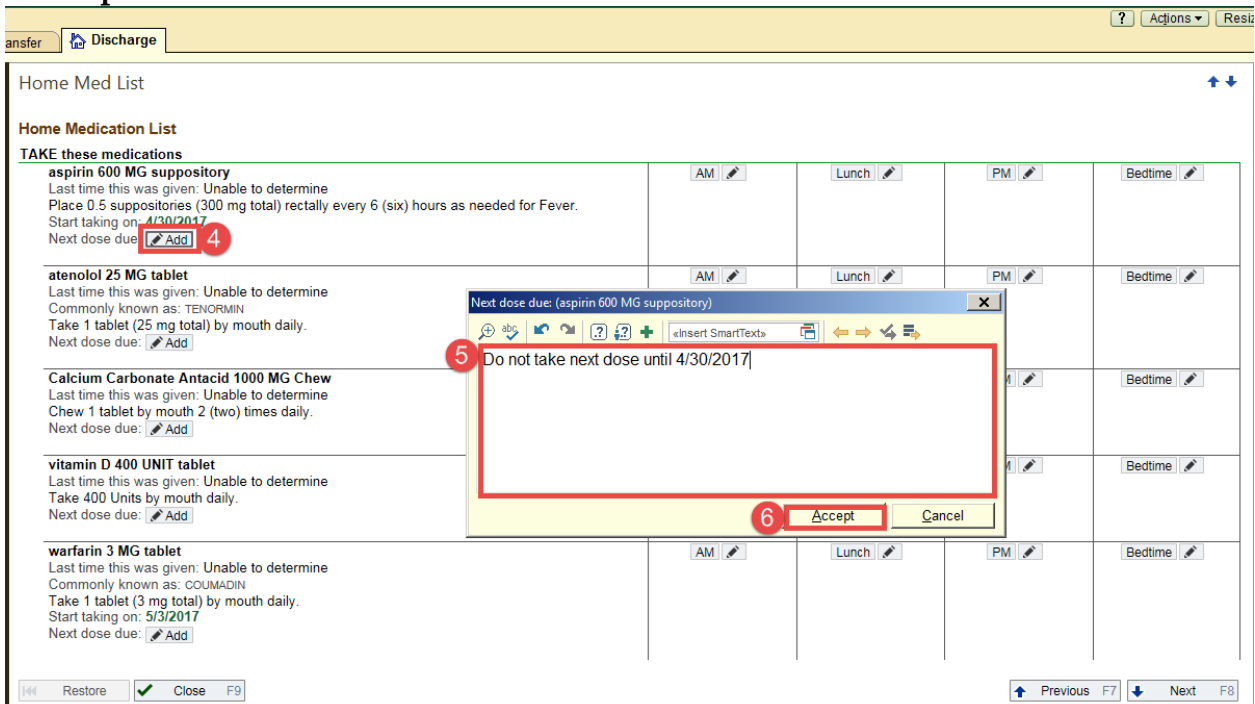 ? Actions Resiz
ansfer Discharge
Home Med List
Home Medication List
TAKE these medications
aspirin 600 MG suppository AM Lunch PM Bedtime
Last time this was given: Unable to determine
Place 0.5 suppositories (300 mg total) rectally every 6 (six) hours as needed for Fever.
Start taking on: 4/30/2017
Next dose due: Add 4
atenolol 25 MG tablet AM Lunch PM Bedtime
Last time this was given: Unable to determine
Commonly known as: TENORMIN
Take 1 tablet (25 mg total) by mouth daily.
Next dose due: Add
Next dose due: (aspirin 600 MG suppository) X
abc ? ? «Insert SmartText»
5 Do not take next dose until 4/30/2017
6 Accept Cancel
Calcium Carbonate Antacid 1000 MG Chew M Bedtime
Last time this was given: Unable to determine
Chew 1 tablet by mouth 2 (two) times daily.
Next dose due: Add
vitamin D 400 UNIT tablet M Bedtime
Last time this was given: Unable to determine
Take 400 Units by mouth daily.
Next dose due: Add
warfarin 3 MG tablet AM Lunch PM Bedtime
Last time this was given: Unable to determine
Commonly known as: COUMADIN
Take 1 tablet (3 mg total) by mouth daily.
Start taking on: 5/3/2017
Next dose due: Add
Restore Close F9 Previous F7 Next F8